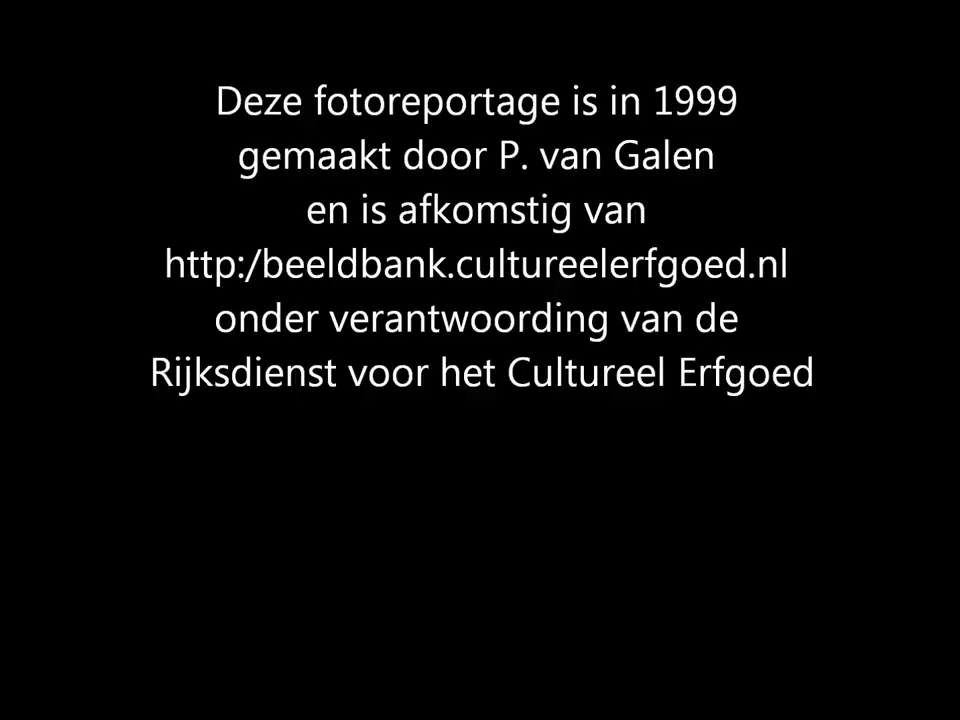 Deze fotoreportage is in 1999
gemaakt door P. van Galen
en is afkomstig van
http:/beeldbank.cultureelerfgoed.nl
onder verantwoording van de
Rijksdienst voor het Cultureel Erfgoed